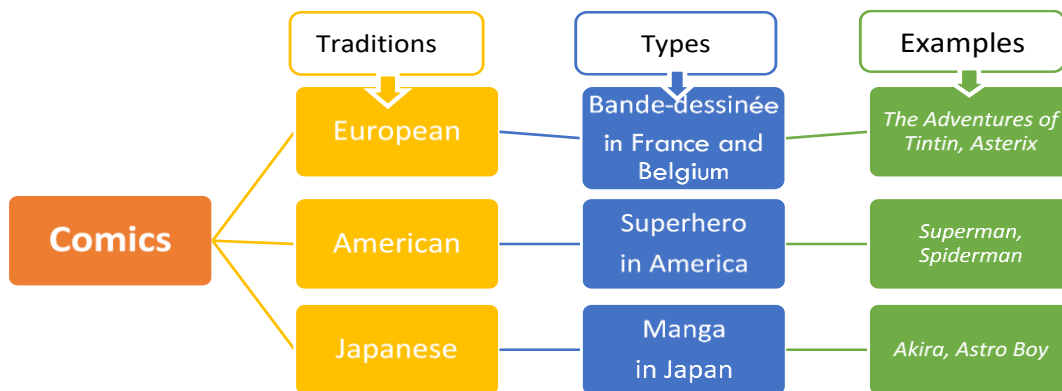 Traditions
Types
Examples
Comics
European
Bande-dessinée
in France and
Belgium
The Adventures of
Tintin, Asterix
American
Superhero
in America
Superman,
Spiderman
Japanese
Manga
in Japan
Akira, Astro Boy